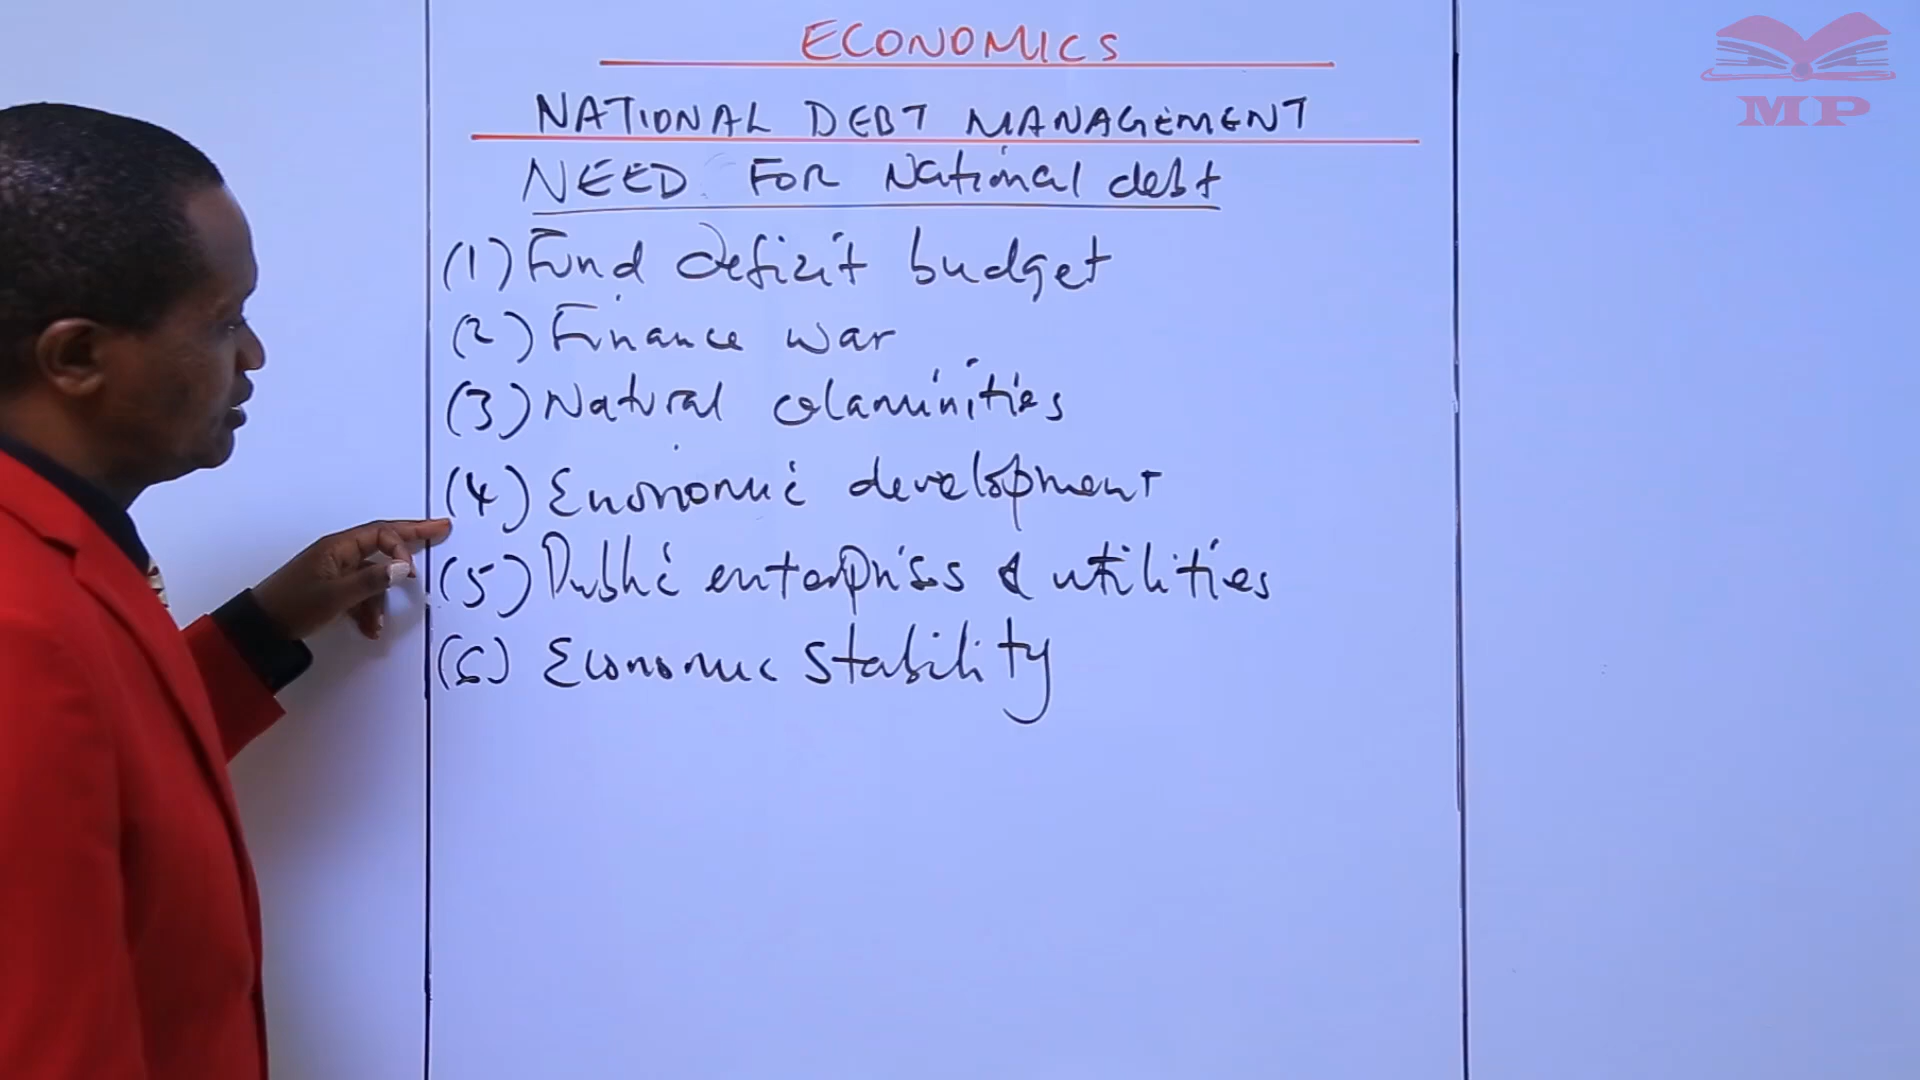 ECONOMICS
MP
NATIONAL DEBT MANAGEMENT
NEED FOR National debt
(1) Fund deficit budget
(2) Finance war
(3) Natural calaminities
(4) Economic development
(5) Public enterprises & utilities
(6) Economic stability